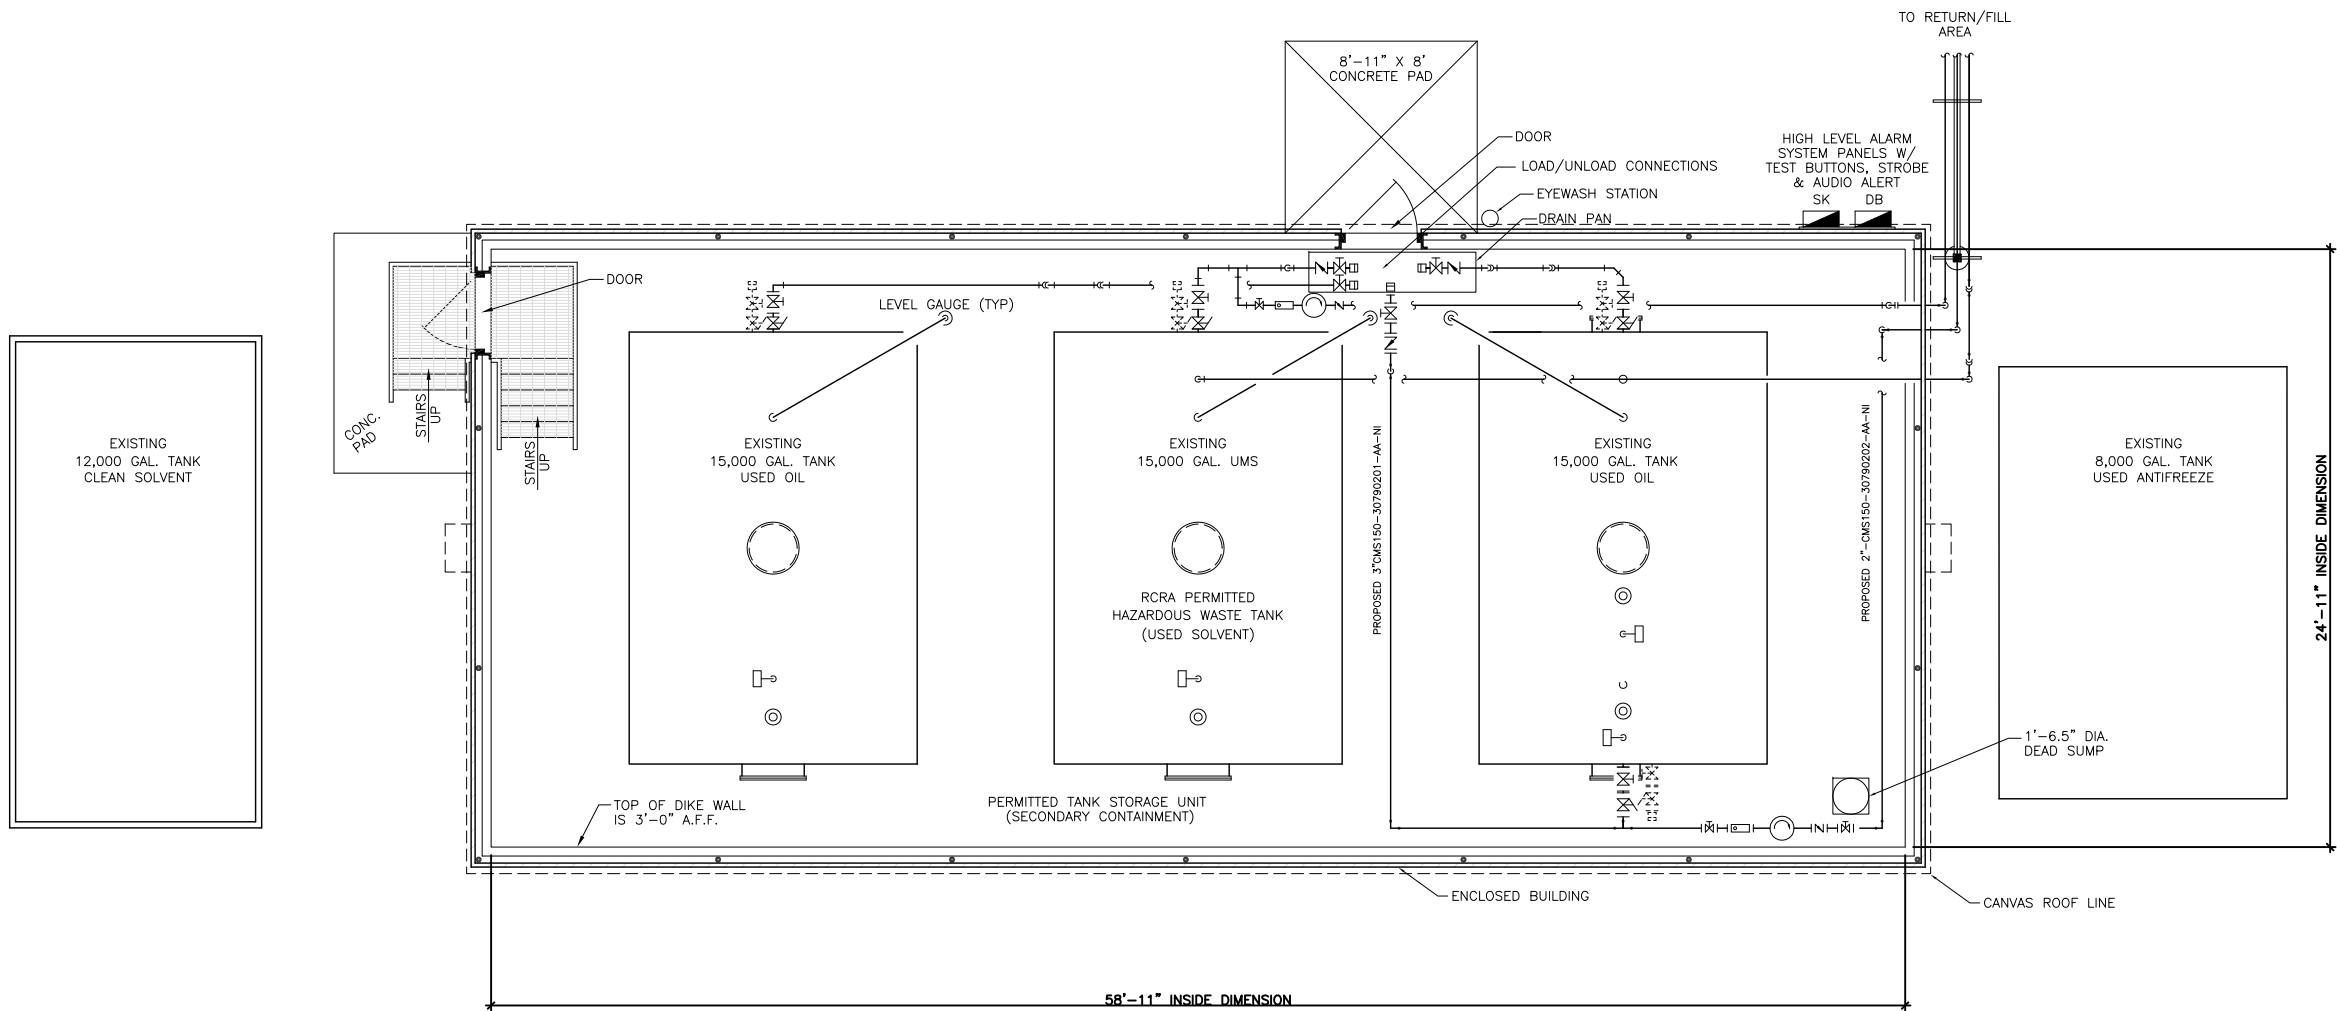 TO RETURN/FILL
AREA
8'-11" X 8'
CONCRETE PAD
DOOR
LOAD/UNLOAD CONNECTIONS
EYEWASH STATION
DRAIN PAN
HIGH LEVEL ALARM
SYSTEM PANELS W/
TEST BUTTONS, STROBE
& AUDIO ALERT
SK
DB
DOOR
LEVEL GAUGE (TYP)
CONC.
PAD
STAIRS
UP
STAIRS
UP
EXISTING
12,000 GAL. TANK
CLEAN SOLVENT
EXISTING
15,000 GAL. TANK
USED OIL
EXISTING
15,000 GAL. UMS
RCRA PERMITTED
HAZARDOUS WASTE TANK
(USED SOLVENT)
PROPOSED 3"CMS150-30790201-AA-NI
EXISTING
15,000 GAL. TANK
USED OIL
PROPOSED 2"-CMS150-30790202-AA-NI
EXISTING
8,000 GAL. TANK
USED ANTIFREEZE
24'-11" INSIDE DIMENSION
1'-6.5" DIA.
DEAD SUMP
TOP OF DIKE WALL
IS 3'-0" A.F.F.
PERMITTED TANK STORAGE UNIT
(SECONDARY CONTAINMENT)
ENCLOSED BUILDING
CANVAS ROOF LINE
58'-11" INSIDE DIMENSION